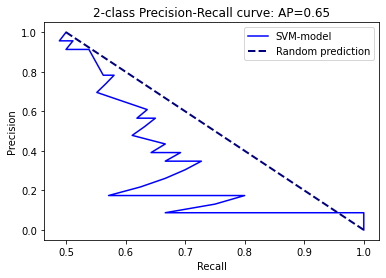 2-class Precision-Recall curve: AP=0.65
SVM-model
Random prediction
Precision
1.0
0.8
0.6
0.4
0.2
0.0
0.5
0.6
0.7
0.8
0.9
1.0
Recall